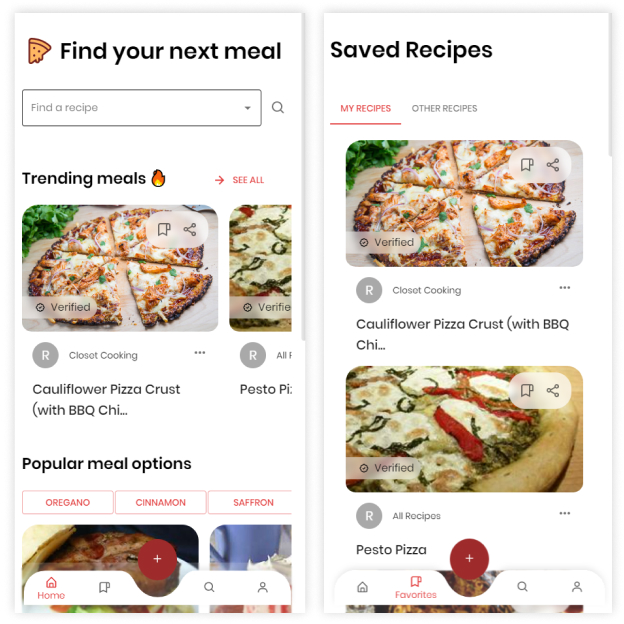 Find your next meal
Find a recipe
Trending meals
SEE ALL
Verified
Verifie
R
Closet Cooking
R
All R
Cauliflower Pizza Crust
(with BBQ Chi...
Pesto Piz
Popular meal options
OREGANO
CINNAMON
SAFFRON
+
Home
Saved Recipes
MY RECIPES
OTHER RECIPES
Verified
R
Closet Cooking
Cauliflower Pizza Crust (with BBQ
Chi...
Verified
R
All Recipes
Pesto Pizza
+
Favorites